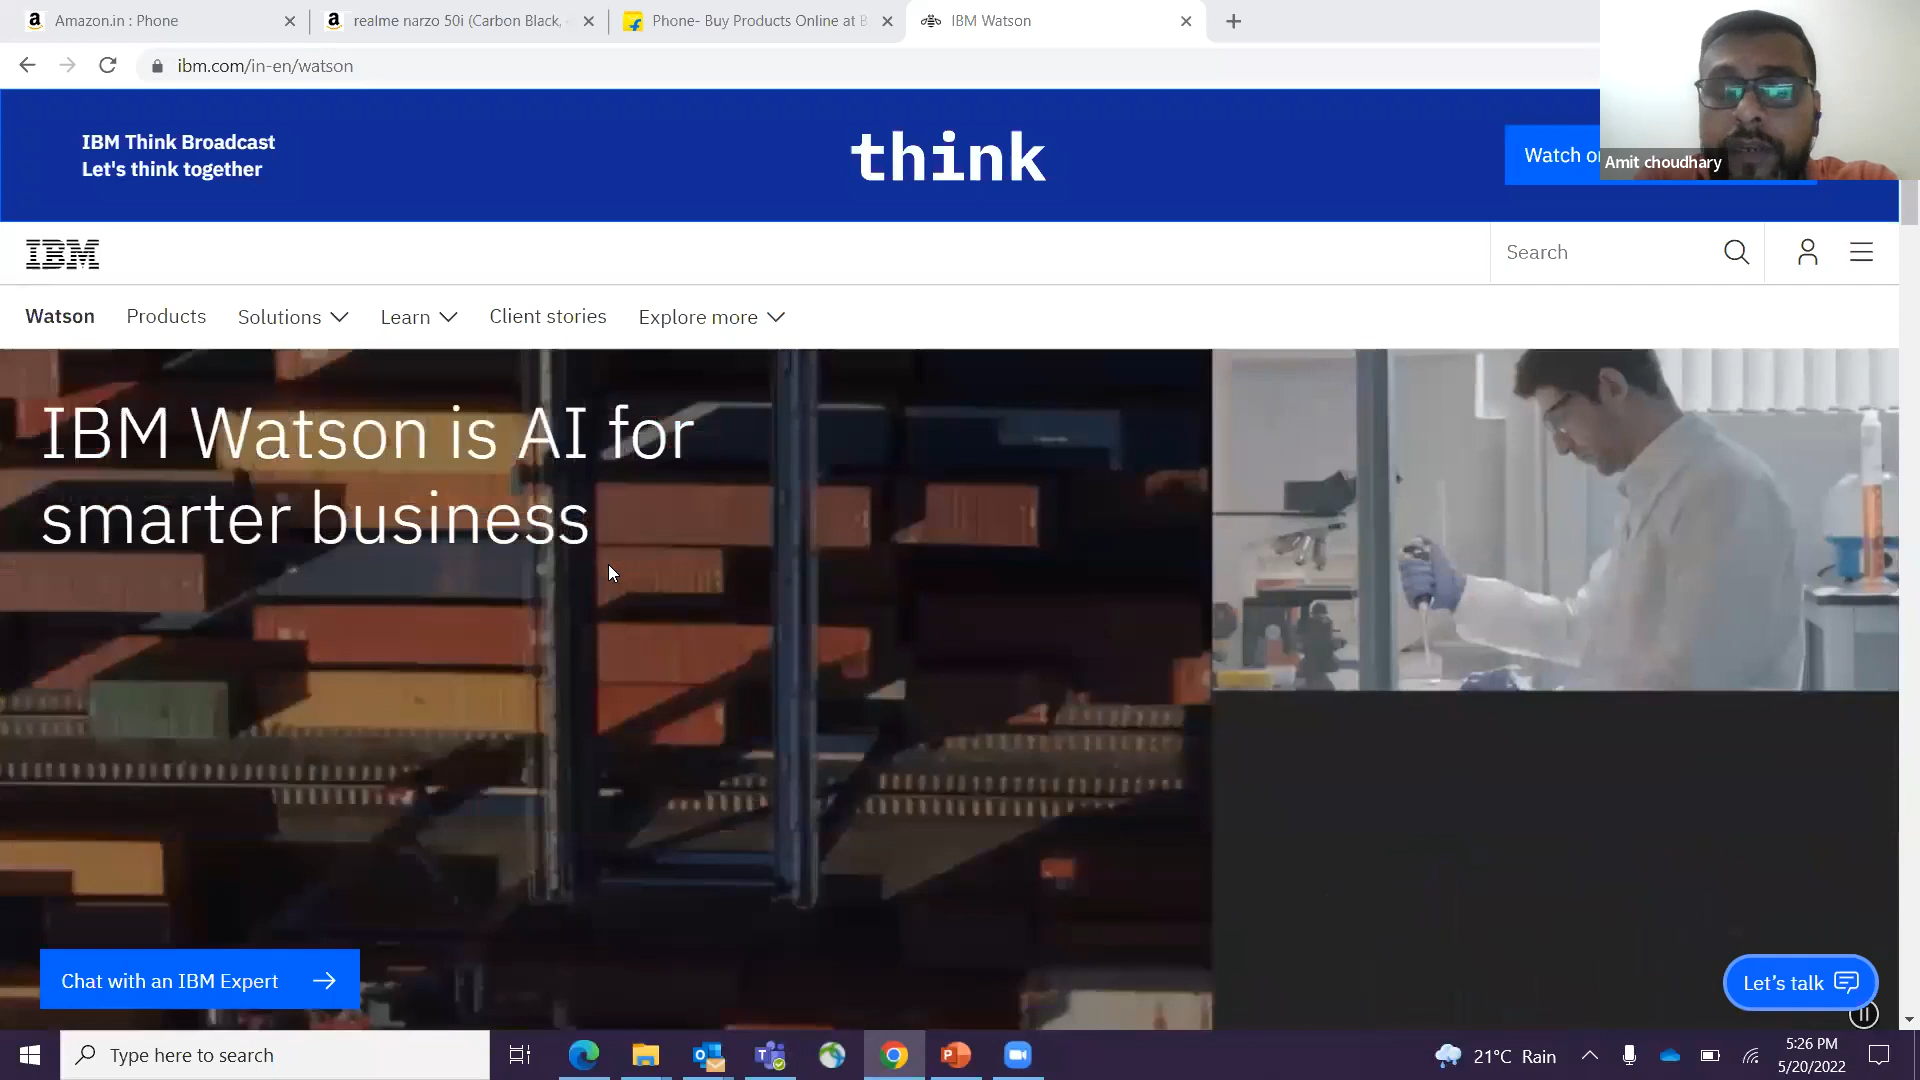 Amazon.in : Phone
realme narzo 50i (Carbon Black,
Phone- Buy Products Online at B
IBM Watson
ibm.com/in-en/watson
IBM Think Broadcast
Let's think together
think
Watch
Amit choudhary
IBM
Search
Watson
Products
Solutions
Learn
Client stories
Explore more
IBM Watson is AI for
smarter business
Chat with an IBM Expert
Let's talk
Type here to search
21°C Rain
5:26 PM
5/20/2022